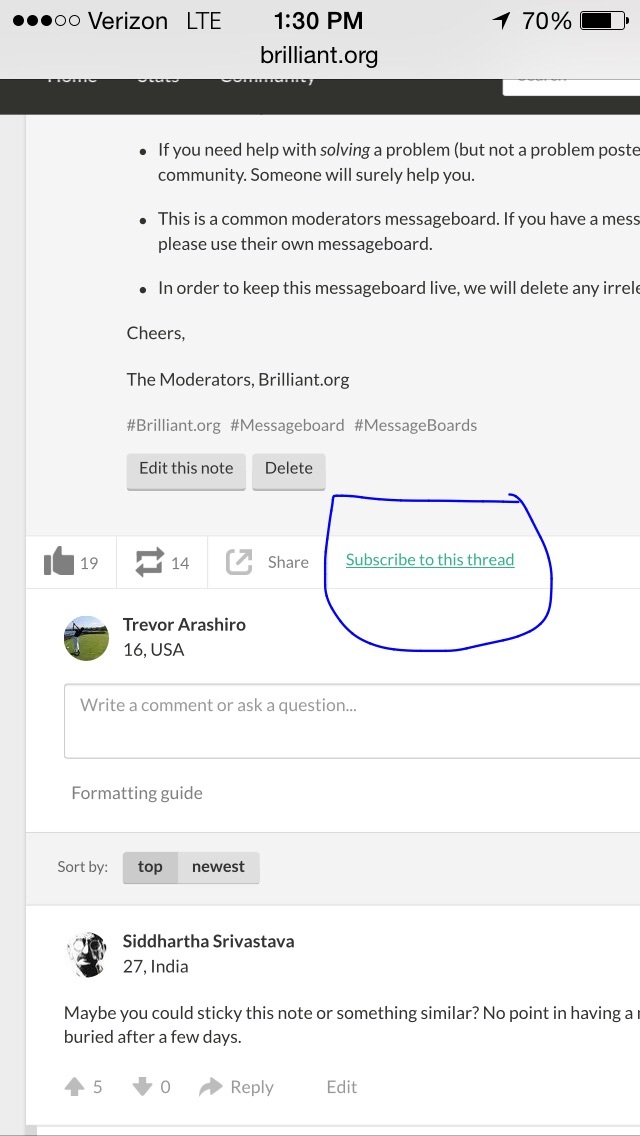 Verizon LTE 1:30 PM 70%
brilliant.org
Home Stats Community Search
If you need help with solving a problem (but not a problem poste
community. Someone will surely help you.
This is a common moderators messageboard. If you have a mess
please use their own messageboard.
In order to keep this messageboard live, we will delete any irrele
Cheers,
The Moderators, Brilliant.org
#Brilliant.org #Messageboard #MessageBoards
Edit this note Delete
19 14 Share Subscribe to this thread
Trevor Arashiro
16, USA
Write a comment or ask a question...
Formatting guide
Sort by: top newest
Siddhartha Srivastava
27, India
Maybe you could sticky this note or something similar? No point in having a
buried after a few days.
5 0 Reply Edit